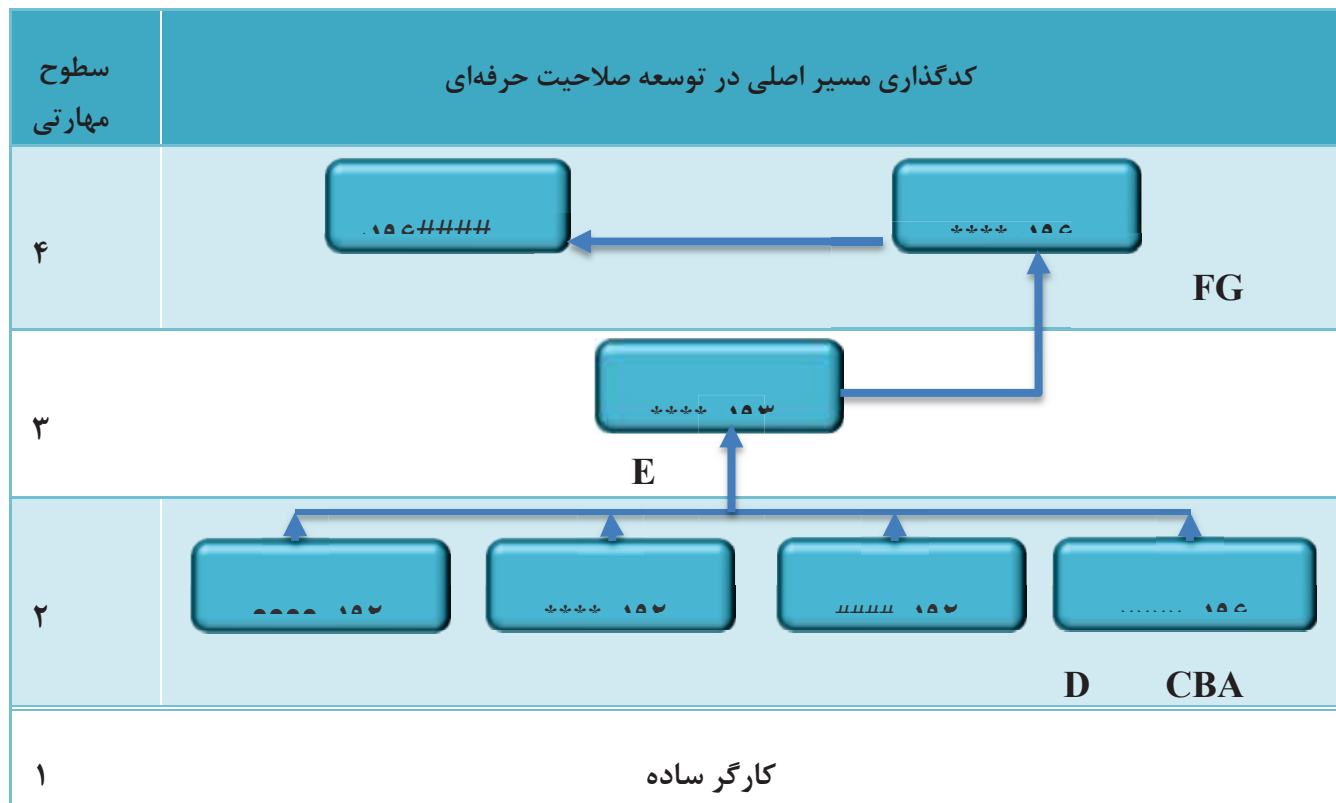 سطوح مهارتی
کدگذاری مسیر اصلی در توسعه صلاحیت حرفه‌ای
۴
####
****
FG
۳
****
E
۲
****
####
D
CBA
۱
کارگر ساده